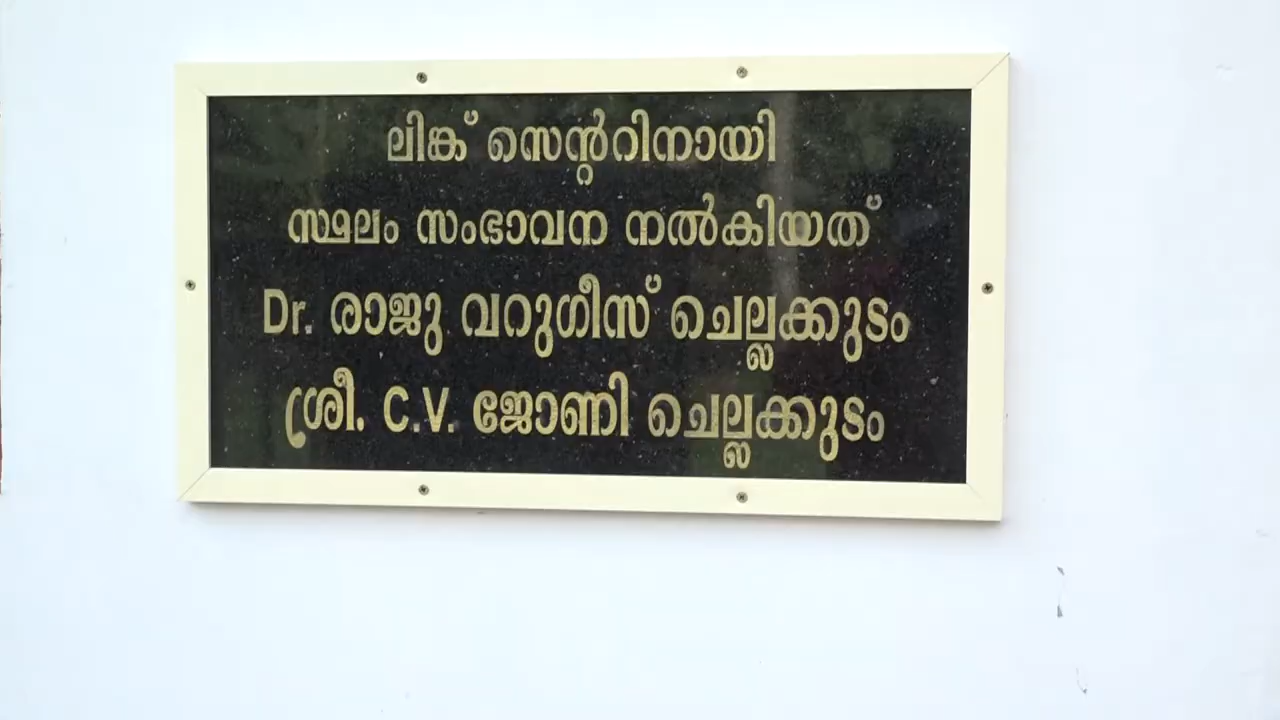 ലിങ്ക് സെന്ററിനായി
സ്ഥലം സംഭാവന നൽകിയത്
Dr. രാജു വറുഗീസ് ചെല്ലക്കുടം
ശ്രീ. C.V. ജോണി ചെല്ലക്കുടം